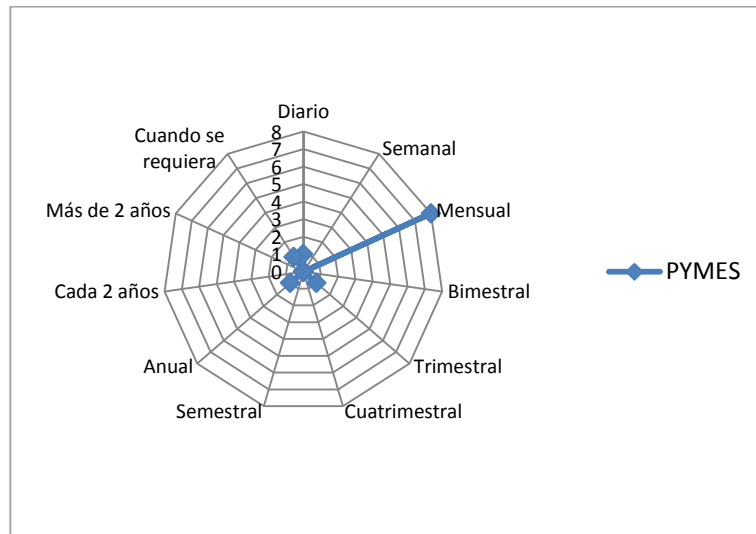 Diario
Semanal
Mensual
Bimestral
Trimestral
Cuatrimestral
Semestral
Anual
Cada 2 años
Más de 2 años
Cuando se
requiera
8
7
6
5
4
3
2
1
0
PYMES